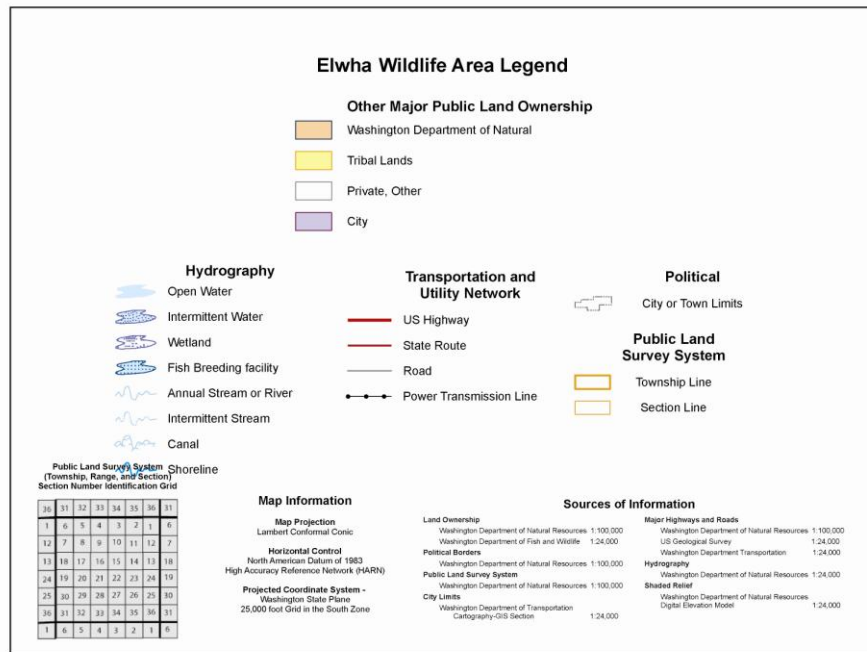 Elwha Wildlife Area Legend
Other Major Public Land Ownership
Washington Department of Natural
Tribal Lands
Private, Other
City
Hydrography
Open Water
Intermittent Water
Wetland
Fish Breeding facility
Annual Stream or River
Intermittent Stream
Canal
Shoreline
Transportation and
Utility Network
US Highway
State Route
Road
Power Transmission Line
Political
City or Town Limits
Public Land
Survey System
Township Line
Section Line
Public Land Survey System
(Township, Range, and Section)
Section Number Identification Grid
36 31 32 33 34 35 36 31
1 6 5 4 3 2 1 6
12 7 8 9 10 11 12 7
13 18 17 16 15 14 13 18
24 19 20 21 22 23 24 19
25 30 29 28 27 26 25 30
36 31 32 33 34 35 36 31
1 6 5 4 3 2 1 6
Map Information
Map Projection
Lambert Conformal Conic
Horizontal Control
North American Datum of 1983
High Accuracy Reference Network (HARN)
Projected Coordinate System -
Washington State Plane
25,000 foot Grid in the South Zone
Sources of Information
Land Ownership
Washington Department of Natural Resources 1:100,000
Washington Department of Fish and Wildlife 1:24,000
Political Borders
Washington Department of Natural Resources 1:100,000
Public Land Survey System
Washington Department of Natural Resources 1:100,000
City Limits
Washington Department of Transportation
Cartography-GIS Section 1:24,000
Major Highways and Roads
Washington Department of Natural Resources 1:100,000
US Geological Survey 1:24,000
Washington Department Transportation 1:24,000
Hydrography
Washington Department of Natural Resources 1:24,000
Shaded Relief
Washington Department of Natural Resources
Digital Elevation Model 1:24,000